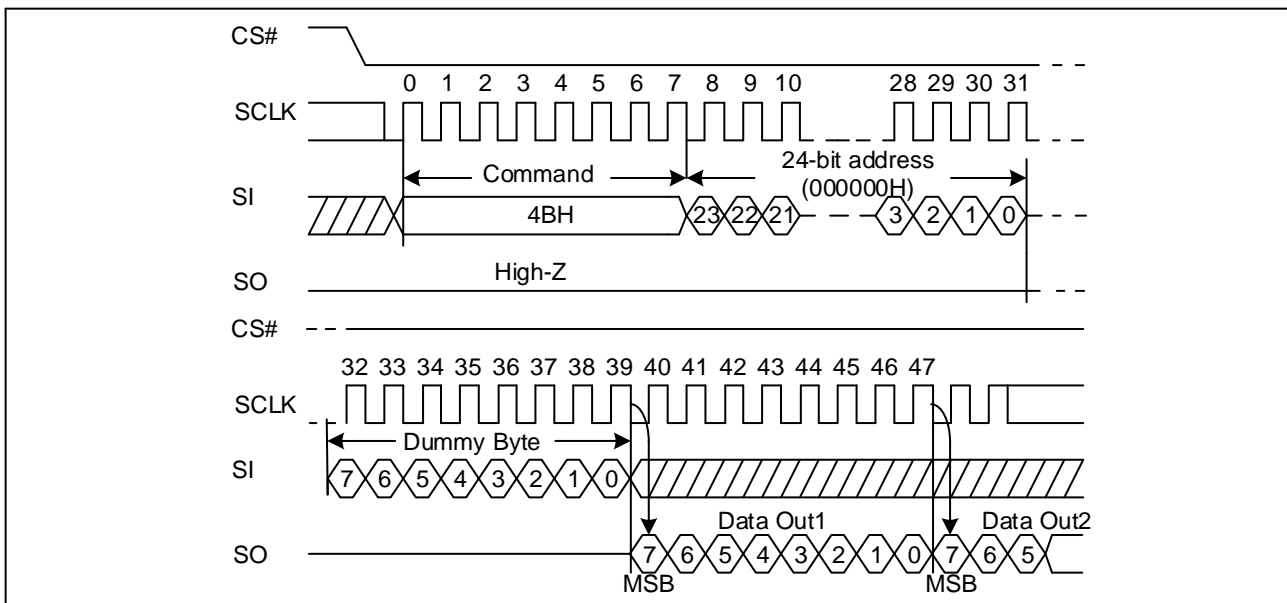 CS#
0 1 2 3 4 5 6 7 8 9 10 28 29 30 31
SCLK
Command 24-bit address
(000000H)
SI
4BH 23 22 21 3 2 1 0
High-Z
SO
CS#
32 33 34 35 36 37 38 39 40 41 42 43 44 45 46 47
SCLK
Dummy Byte
SI
7 6 5 4 3 2 1 0
Data Out1 Data Out2
SO
7 6 5 4 3 2 1 0 7 6 5
MSB MSB